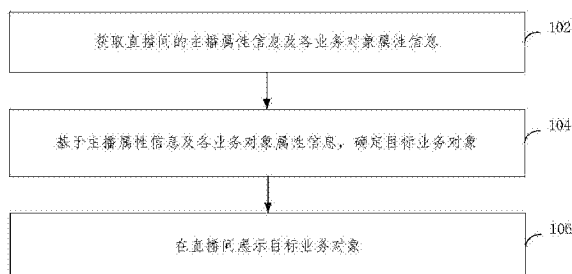 获取直播间的主播属性信息及各业务对象属性信息
102
基于主播属性信息及各业务对象属性信息，确定目标业务对象
104
在直播间展示目标业务对象
106